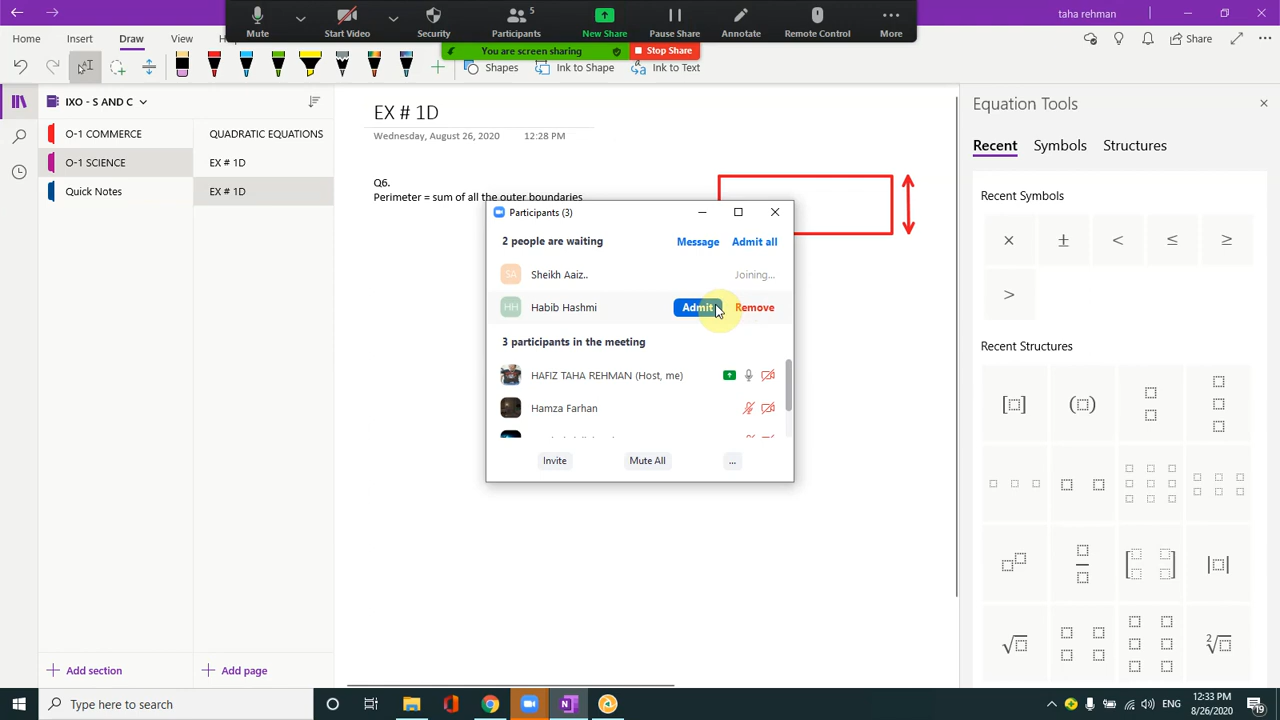 taha rehman
5
Mute
Start Video
Security
Participants
New Share
Pause Share
Annotate
Remote Control
More
You are screen sharing
Stop Share
Home
Insert
Draw
View
Share
Shapes
Ink to Shape
Ink to Text
IXO - S AND C
O-1 COMMERCE
O-1 SCIENCE
Quick Notes
QUADRATIC EQUATIONS
EX # 1D
EX # 1D
EX # 1D
Wednesday, August 26, 2020
12:28 PM
Q6.
Perimeter = sum of all the outer boundaries
Participants (3)
2 people are waiting
Message
Admit all
SA
Sheikh Aaiz..
Joining...
HH
Habib Hashmi
Admit
Remove
3 participants in the meeting
HAFIZ TAHA REHMAN (Host, me)
Hamza Farhan
Invite
Mute All
...
Equation Tools
Recent
Symbols
Structures
Recent Symbols
× ± < ≤ ≥
>
Recent Structures
Add section
Add page
Type here to search
ENG
12:33 PM
8/26/2020
19